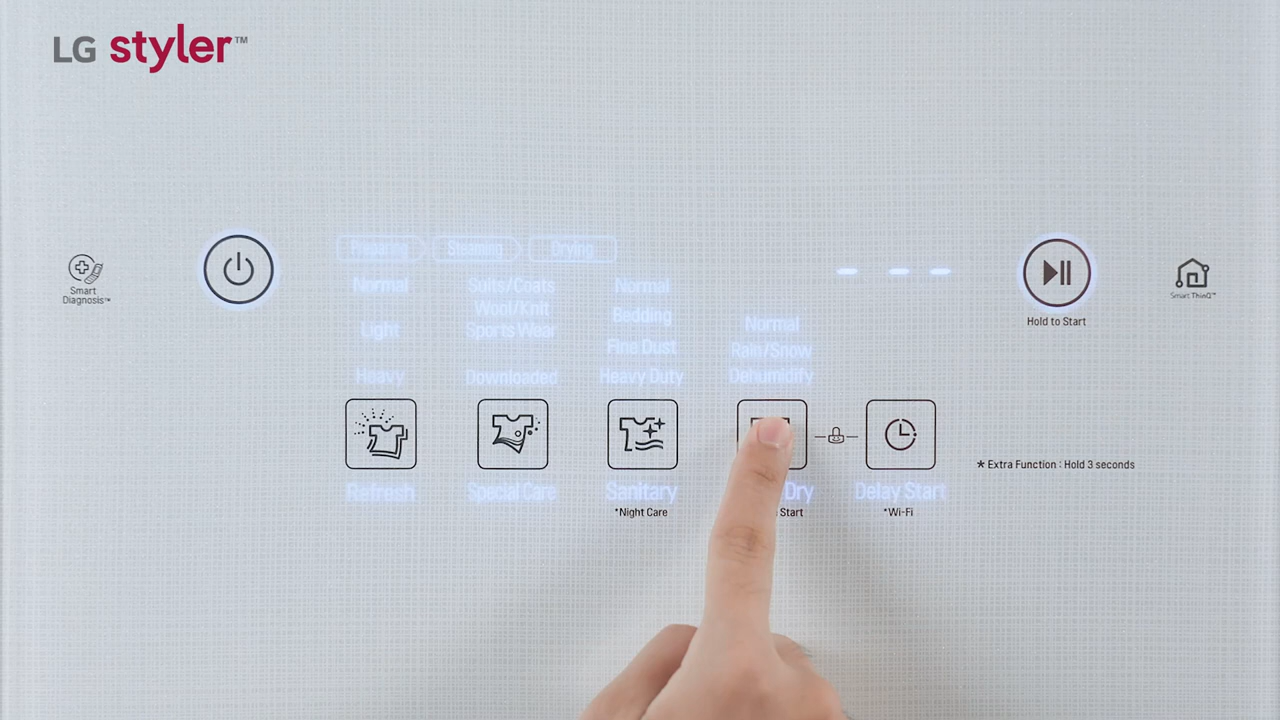 LG styler™
Preparing Steaming Drying
Normal
Light
Heavy
Suits/Coats
Wool/Knit
Sports Wear
Downloaded
Normal
Bedding
Fine Dust
Heavy Duty
Normal
Rain/Snow
Dehumidify
Refresh
Special Care
Sanitary
*Night Care
Dry
Start
Delay Start
*Wi-Fi
Smart
Diagnosis™
Hold to Start
Smart ThinQ™
* Extra Function : Hold 3 seconds